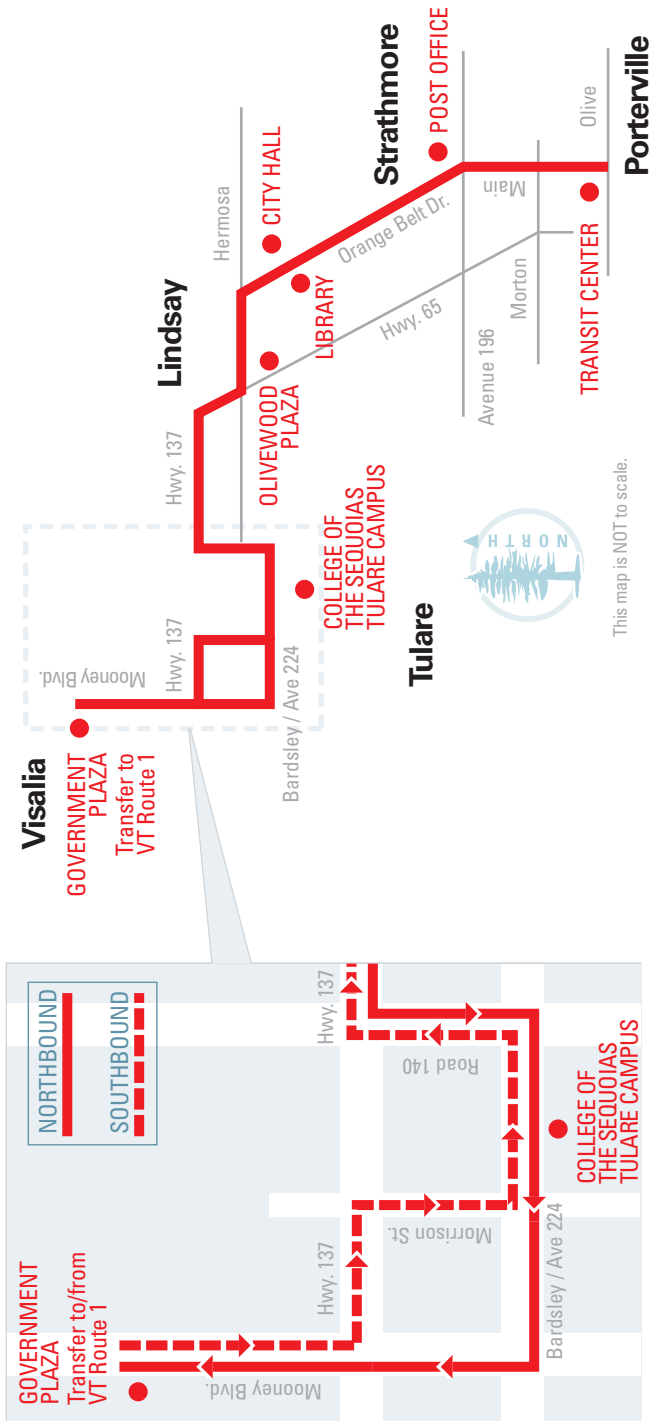 GOVERNMENT
PLAZA
Transfer to/from
VT Route 1
NORTHBOUND
SOUTHBOUND
Mooney Blvd.
Hwy. 137
Morrison St.
Road 140
Hwy. 137
Bardsley / Ave 224
COLLEGE OF
THE SEQUOIAS
TULARE CAMPUS
Visalia
GOVERNMENT
PLAZA
Transfer to
VT Route 1
Mooney Blvd.
Hwy. 137
Bardsley / Ave 224
COLLEGE OF
THE SEQUOIAS
TULARE CAMPUS
Tulare
Hwy. 137
Lindsay
Hermosa
OLIVEWOOD
PLAZA
LIBRARY
CITY HALL
Orange Belt Dr.
Hwy. 65
Strathmore
POST OFFICE
Avenue 196
Main
Morton
Olive
TRANSIT CENTER
Porterville
NORTH
This map is NOT to scale.